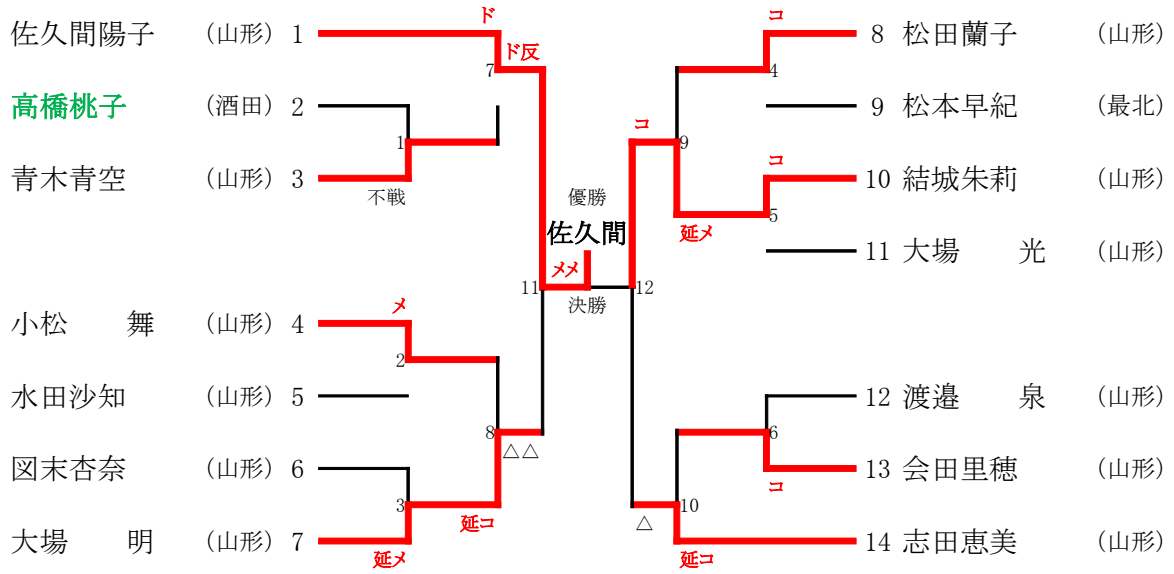 ド
コ
佐久間陽子 (山形) 1
8 松田蘭子 (山形)
ド反
7
4
高橋桃子 (酒田) 2
9 松本早紀 (最北)
コ
1
9
コ
青木青空 (山形) 3
10 結城朱莉 (山形)
不戦
優勝
5
延メ
佐久間
11 大場 光 (山形)
メメ
11
12
決勝
メ
小松 舞 (山形) 4
2
水田沙知 (山形) 5
12 渡邉 泉 (山形)
8
6
△△
図末杏奈 (山形) 6
13 会田里穂 (山形)
コ
3
10
延コ
△
大場 明 (山形) 7
14 志田恵美 (山形)
延メ
延コ